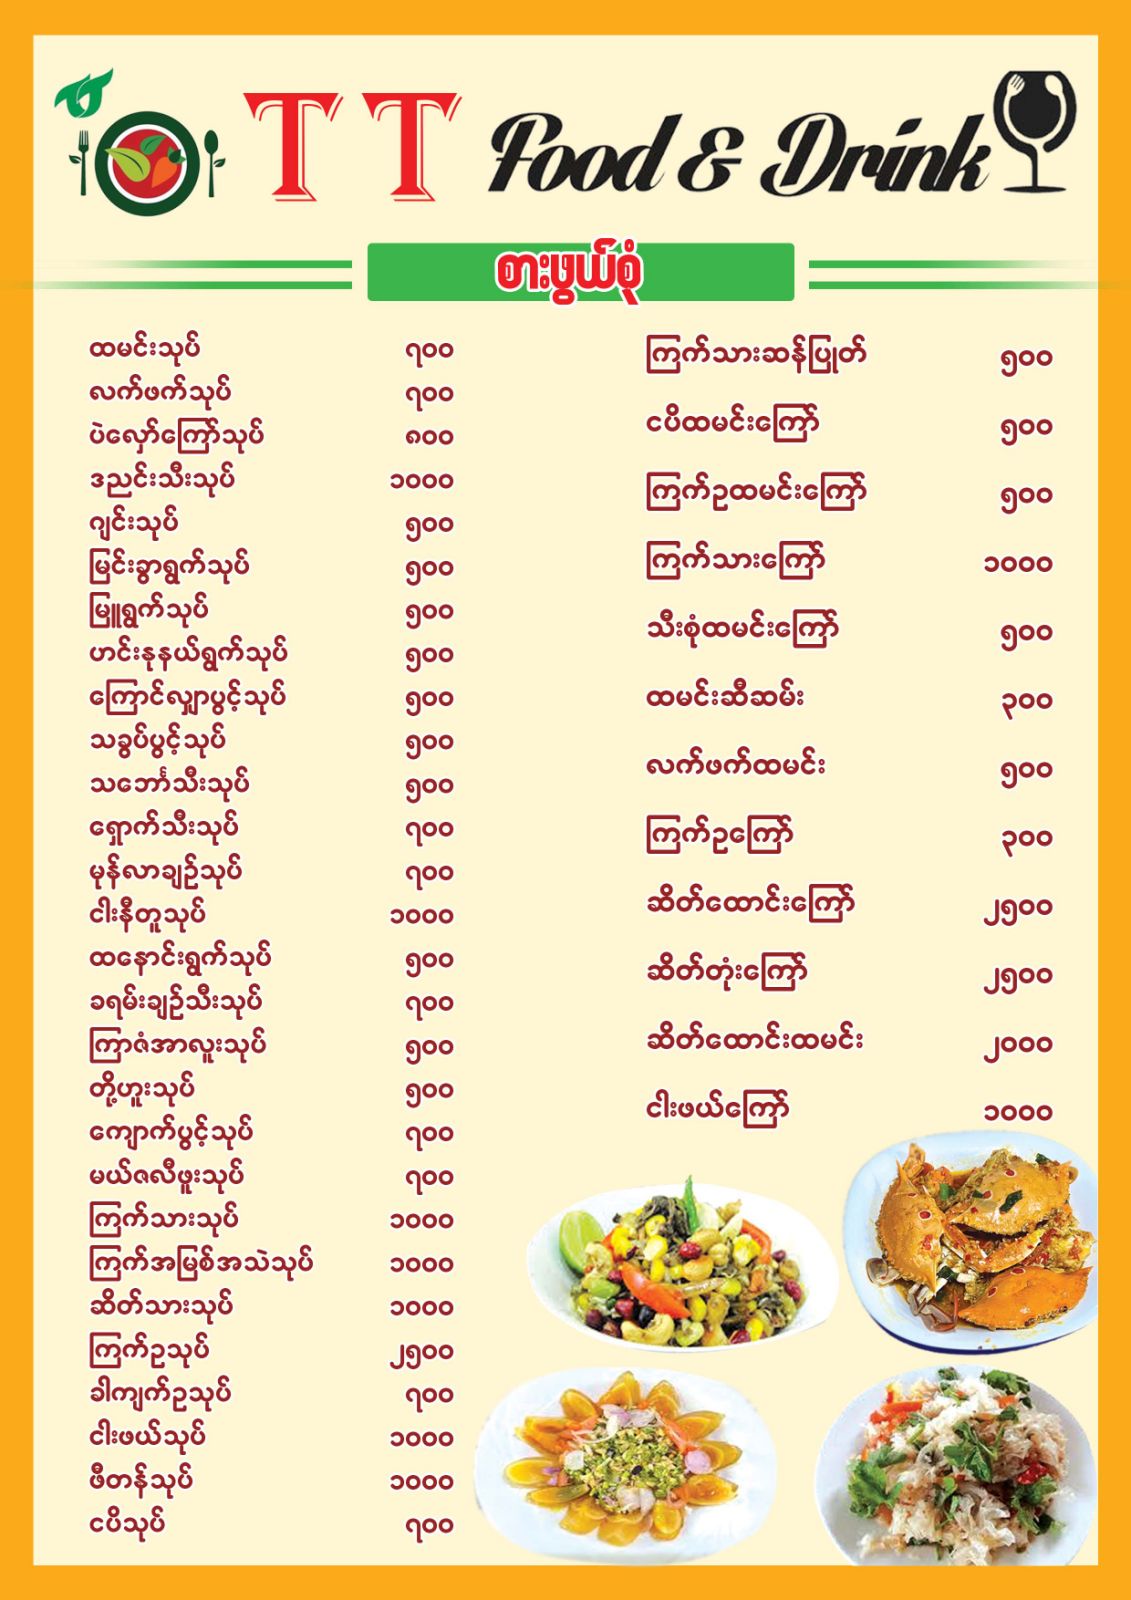 TT Food & Drink
စားဖွယ်စုံ
ထမင်းသုပ် ၇၀၀
လက်ဖက်သုပ် ၇၀၀
ပဲလှော်ကြော်သုပ် ၈၀၀
ဒညင်းသီးသုပ် ၁၀၀၀
ဂျင်းသုပ် ၅၀၀
မြင်းခွာရွက်သုပ် ၅၀၀
မြူရွက်သုပ် ၅၀၀
ဟင်းနုနယ်ရွက်သုပ် ၅၀၀
ကြောင်လျှာပွင့်သုပ် ၅၀၀
သခွပ်ပွင့်သုပ် ၅၀၀
သင်္ဘောသီးသုပ် ၅၀၀
ရှောက်သီးသုပ် ၇၀၀
မုန်လာချဉ်သုပ် ၇၀၀
ငါးနီတူသုပ် ၁၀၀၀
ထနောင်းရွက်သုပ် ၅၀၀
ခရမ်းချဉ်သီးသုပ် ၇၀၀
ကြာဇံအာလူးသုပ် ၅၀၀
တို့ဟူးသုပ် ၅၀၀
ကျောက်ပွင့်သုပ် ၇၀၀
မယ်ဇလီဖူးသုပ် ၇၀၀
ကြက်သားသုပ် ၁၀၀၀
ကြက်အမြစ်အသဲသုပ် ၁၀၀၀
ဆိတ်သားသုပ် ၁၀၀၀
ကြက်ဥသုပ် ၂၅၀၀
ခါကျက်ဥသုပ် ၇၀၀
ငါးဖယ်သုပ် ၁၀၀၀
ဖီတန်သုပ် ၁၀၀၀
ငပိသုပ် ၇၀၀
ကြက်သားဆန်ပြုတ် ၅၀၀
ငပိထမင်းကြော် ၅၀၀
ကြက်ဥထမင်းကြော် ၅၀၀
ကြက်သားကြော် ၁၀၀၀
သီးစုံထမင်းကြော် ၅၀၀
ထမင်းဆီဆမ်း ၃၀၀
လက်ဖက်ထမင်း ၅၀၀
ကြက်ဥကြော် ၃၀၀
ဆိတ်ထောင်းကြော် ၂၅၀၀
ဆိတ်တုံးကြော် ၂၅၀၀
ဆိတ်ထောင်းထမင်း ၂၀၀၀
ငါးဖယ်ကြော် ၁၀၀၀